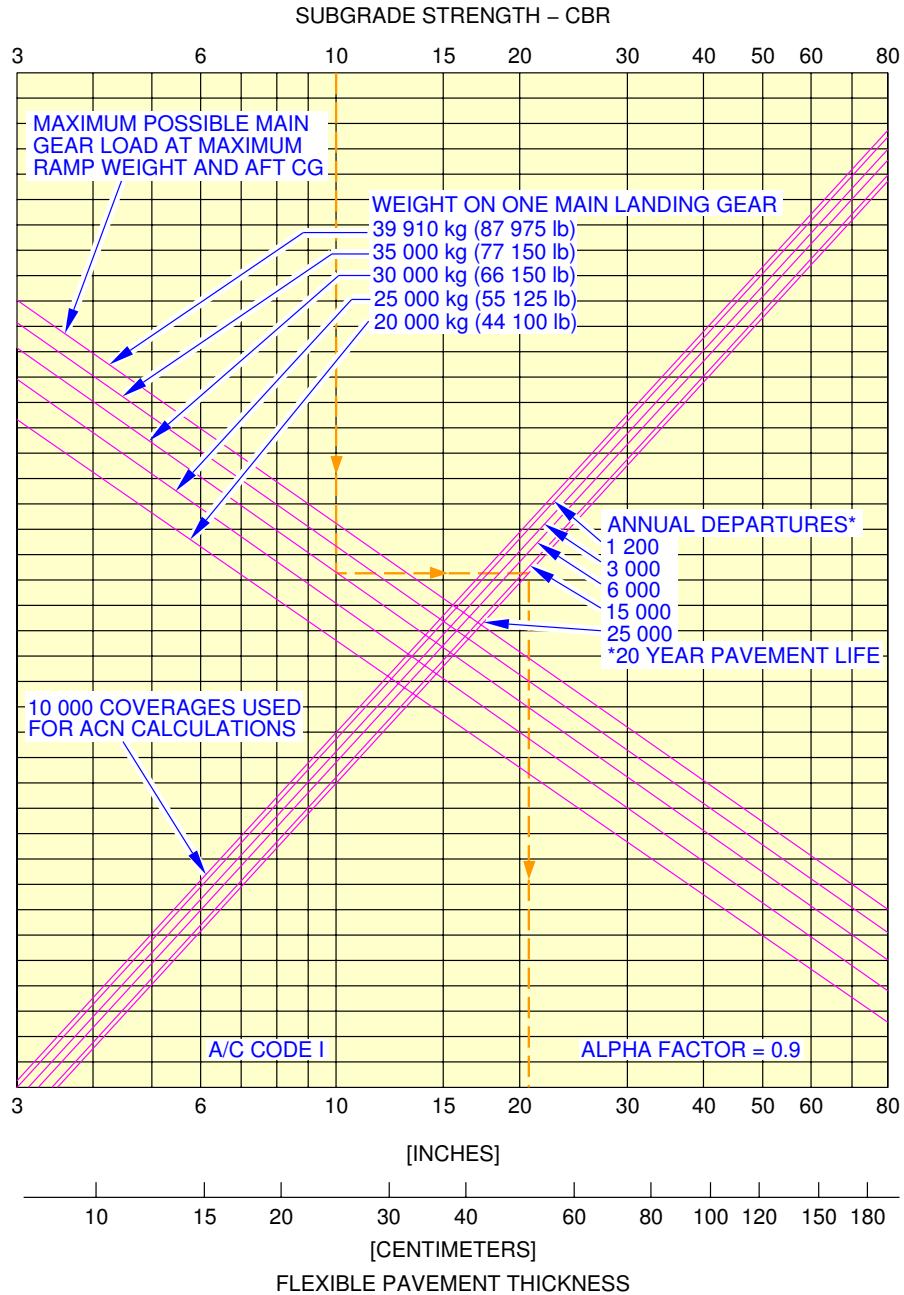 SUBGRADE STRENGTH – CBR
3 6 10 15 20 30 40 60 80
MAXIMUM POSSIBLE MAIN
GEAR LOAD AT MAXIMUM
RAMP WEIGHT AND AFT CG
WEIGHT ON ONE MAIN LANDING GEAR
39 910 kg (87 975 lb)
35 000 kg (77 150 lb)
30 000 kg (66 150 lb)
25 000 kg (55 125 lb)
20 000 kg (44 100 lb)
ANNUAL DEPARTURES*
1 200
3 000
6 000
15 000
25 000
*20 YEAR PAVEMENT LIFE
10 000 COVERAGES USED
FOR ACN CALCULATIONS
A/C CODE I
ALPHA FACTOR = 0.9
3 6 10 15 20 30 40 50 60 80
[INCHES]
10 15 20 30 40 60 80 100 120 150 180
[CENTIMETERS]
FLEXIBLE PAVEMENT THICKNESS